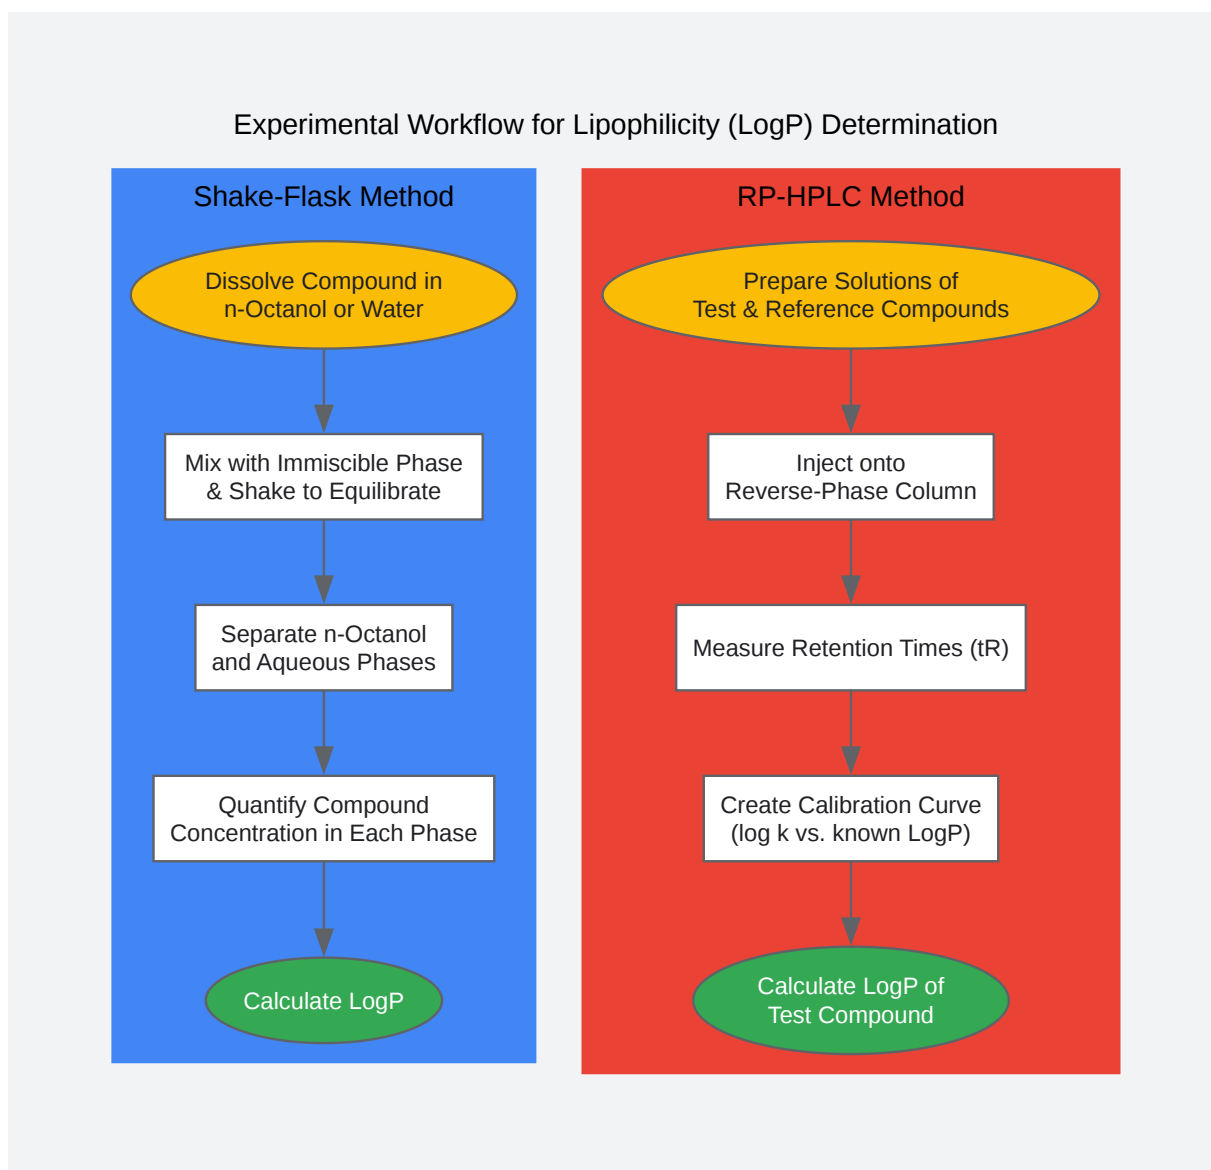 Experimental Workflow for Lipophilicity (LogP) Determination
Shake-Flask Method
Dissolve Compound in
n-Octanol or Water
Mix with Immiscible Phase
& Shake to Equilibrate
Separate n-Octanol
and Aqueous Phases
Quantify Compound
Concentration in Each Phase
Calculate LogP
RP-HPLC Method
Prepare Solutions of
Test & Reference Compounds
Inject onto
Reverse-Phase Column
Measure Retention Times (tR)
Create Calibration Curve
(log k vs. known LogP)
Calculate LogP of
Test Compound